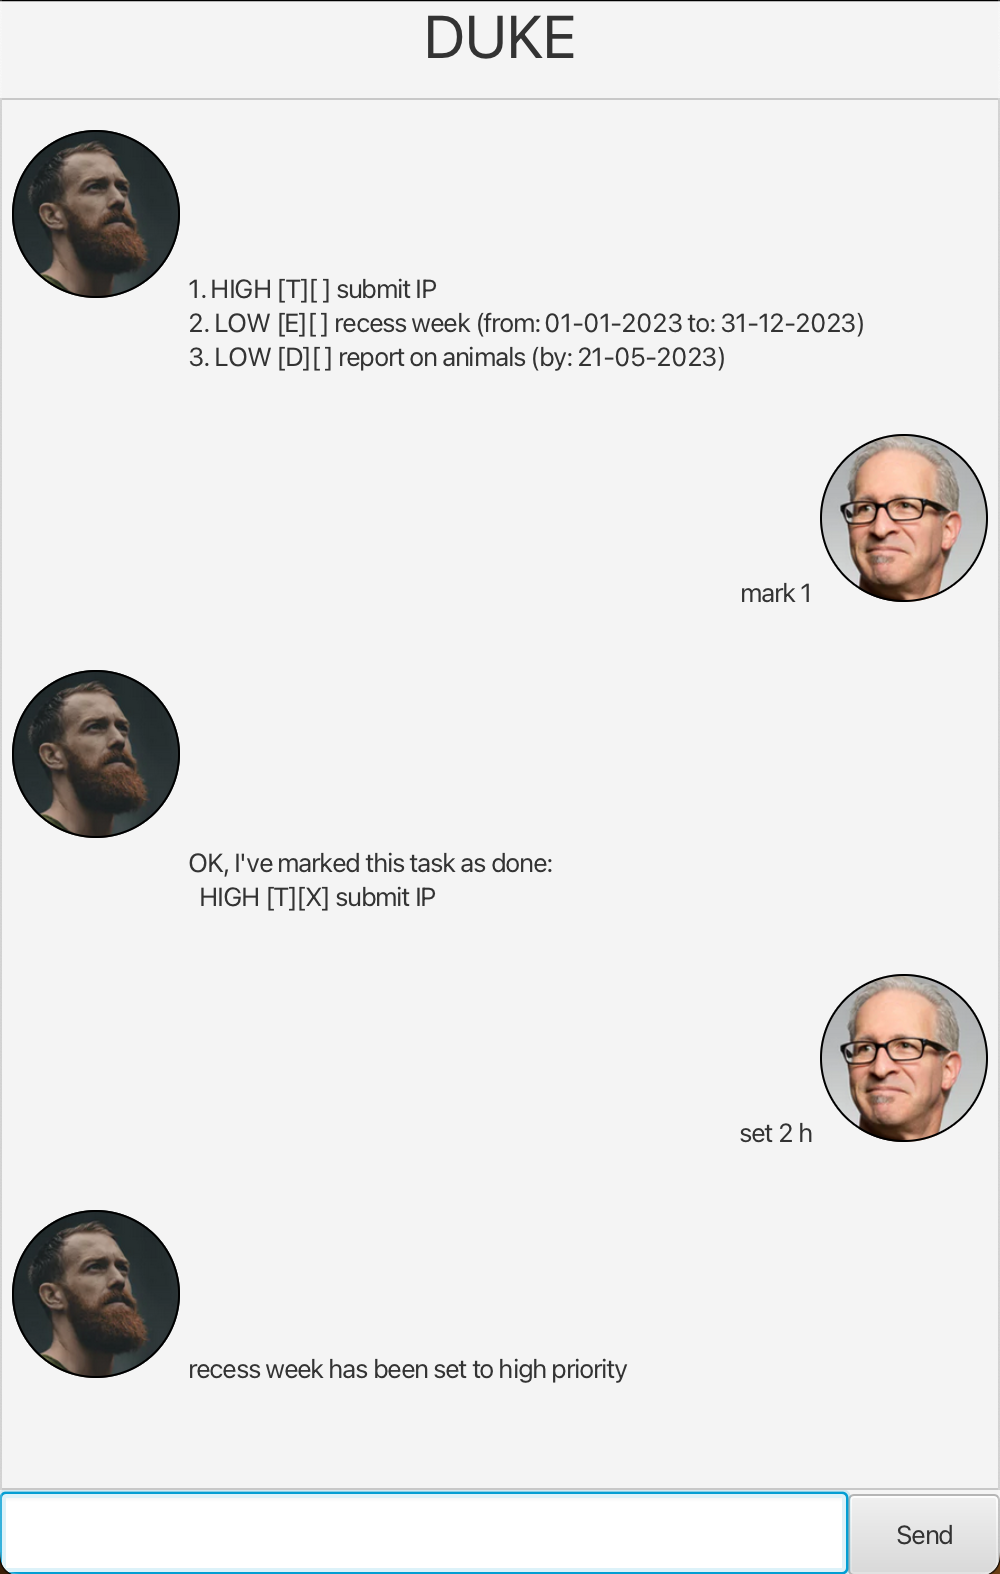 DUKE
1. HIGH [T][ ] submit IP
2. LOW [E][ ] recess week (from: 01-01-2023 to: 31-12-2023)
3. LOW [D][ ] report on animals (by: 21-05-2023)
mark 1
OK, I've marked this task as done:
HIGH [T][X] submit IP
set 2 h
recess week has been set to high priority
Send